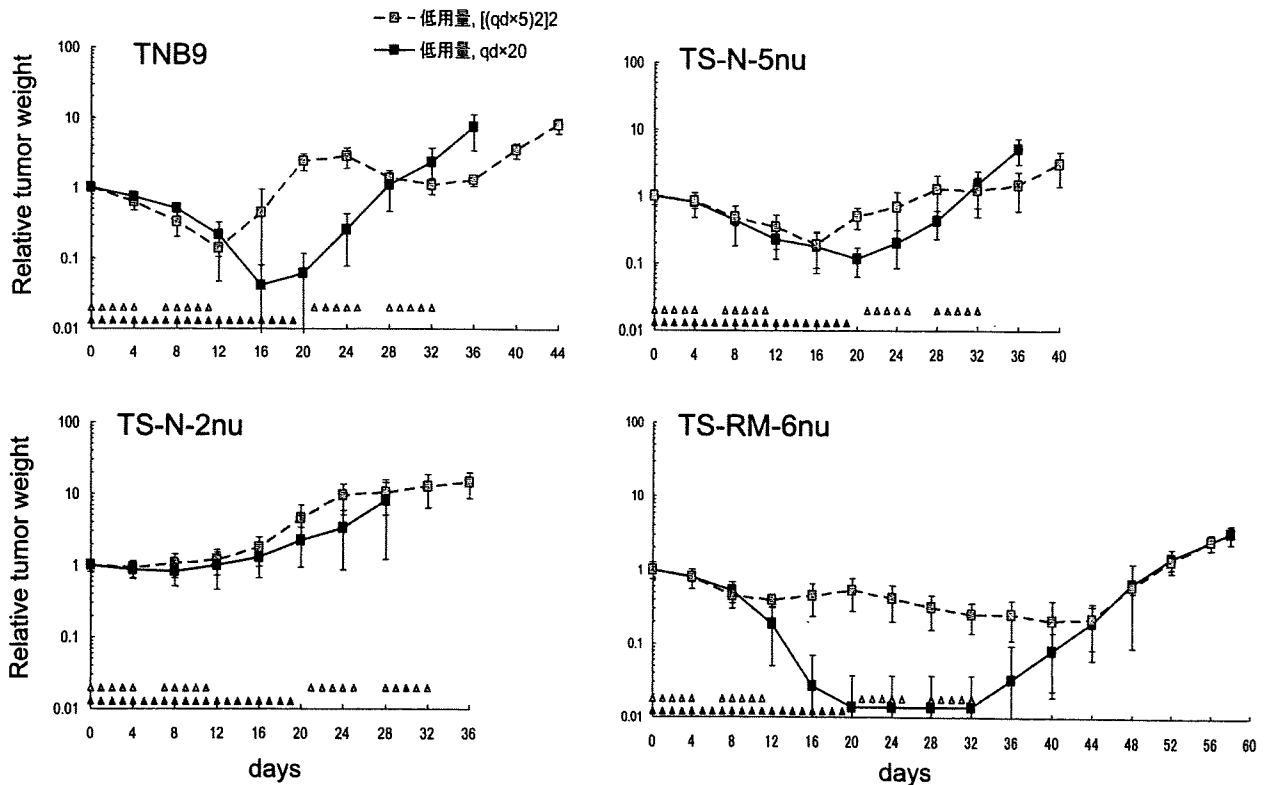 低用量, [(qd×5)2]2
低用量, qd×20
TNB9
Relative tumor weight
100
10
1
0.1
0.01
0 4 8 12 16 20 24 28 32 36 40 44
TS-N-5nu
100
10
1
0.1
0.01
0 4 8 12 16 20 24 28 32 36 40
TS-N-2nu
Relative tumor weight
100
10
1
0.1
0.01
0 4 8 12 16 20 24 28 32 36
days
TS-RM-6nu
100
10
1
0.1
0.01
0 4 8 12 16 20 24 28 32 36 40 44 48 52 56 60
days